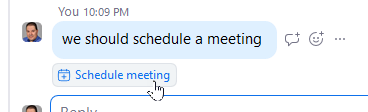 You 10:09 PM
we should schedule a meeting
Schedule meeting
Reply